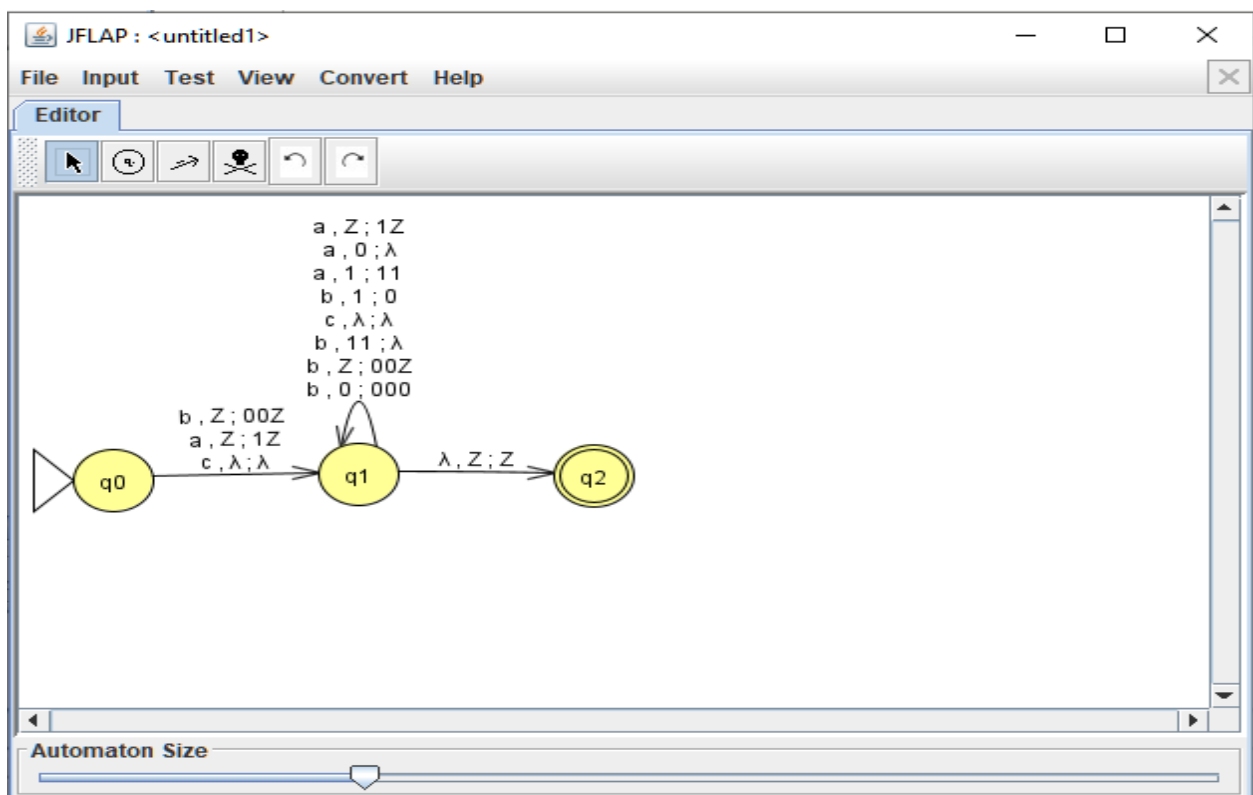 JFLAP : <untitled1>
File Input Test View Convert Help
Editor
a , Z ; 1Z
a , 0 ; λ
a , 1 ; 11
b , 1 ; 0
c , λ ; λ
b , 11 ; λ
b , Z ; 00Z
b , 0 ; 000
b , Z ; 00Z
a , Z ; 1Z
c , λ ; λ
λ , Z ; Z
q0
q1
q2
Automaton Size